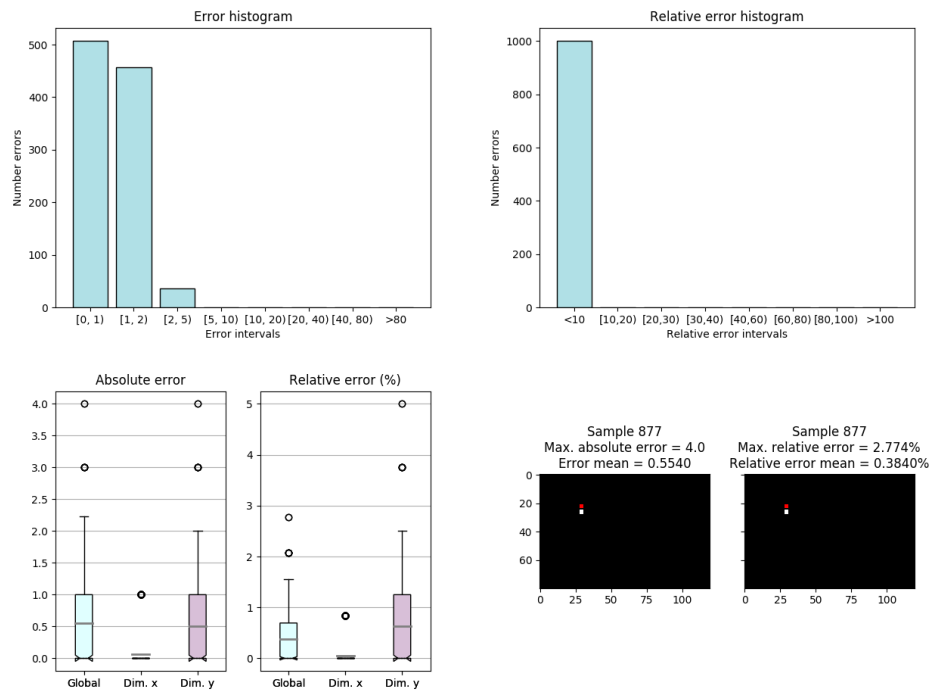 Error histogram
Number errors
500
400
300
200
100
0
[0, 1) [1, 2) [2, 5) [5, 10) [10, 20) [20, 40) [40, 80) >80
Error intervals
Relative error histogram
Number errors
1000
800
600
400
200
0
<10 [10,20) [20,30) [30,40) [40,60) [60,80) [80,100) >100
Relative error intervals
Absolute error
4.0
3.5
3.0
2.5
2.0
1.5
1.0
0.5
0.0
Global Dim. x Dim. y
Relative error (%)
5
4
3
2
1
0
Global Dim. x Dim. y
Sample 877
Max. absolute error = 4.0
Error mean = 0.5540
0
20
40
60
0 25 50 75 100
Sample 877
Max. relative error = 2.774%
Relative error mean = 0.3840%
0 25 50 75 100